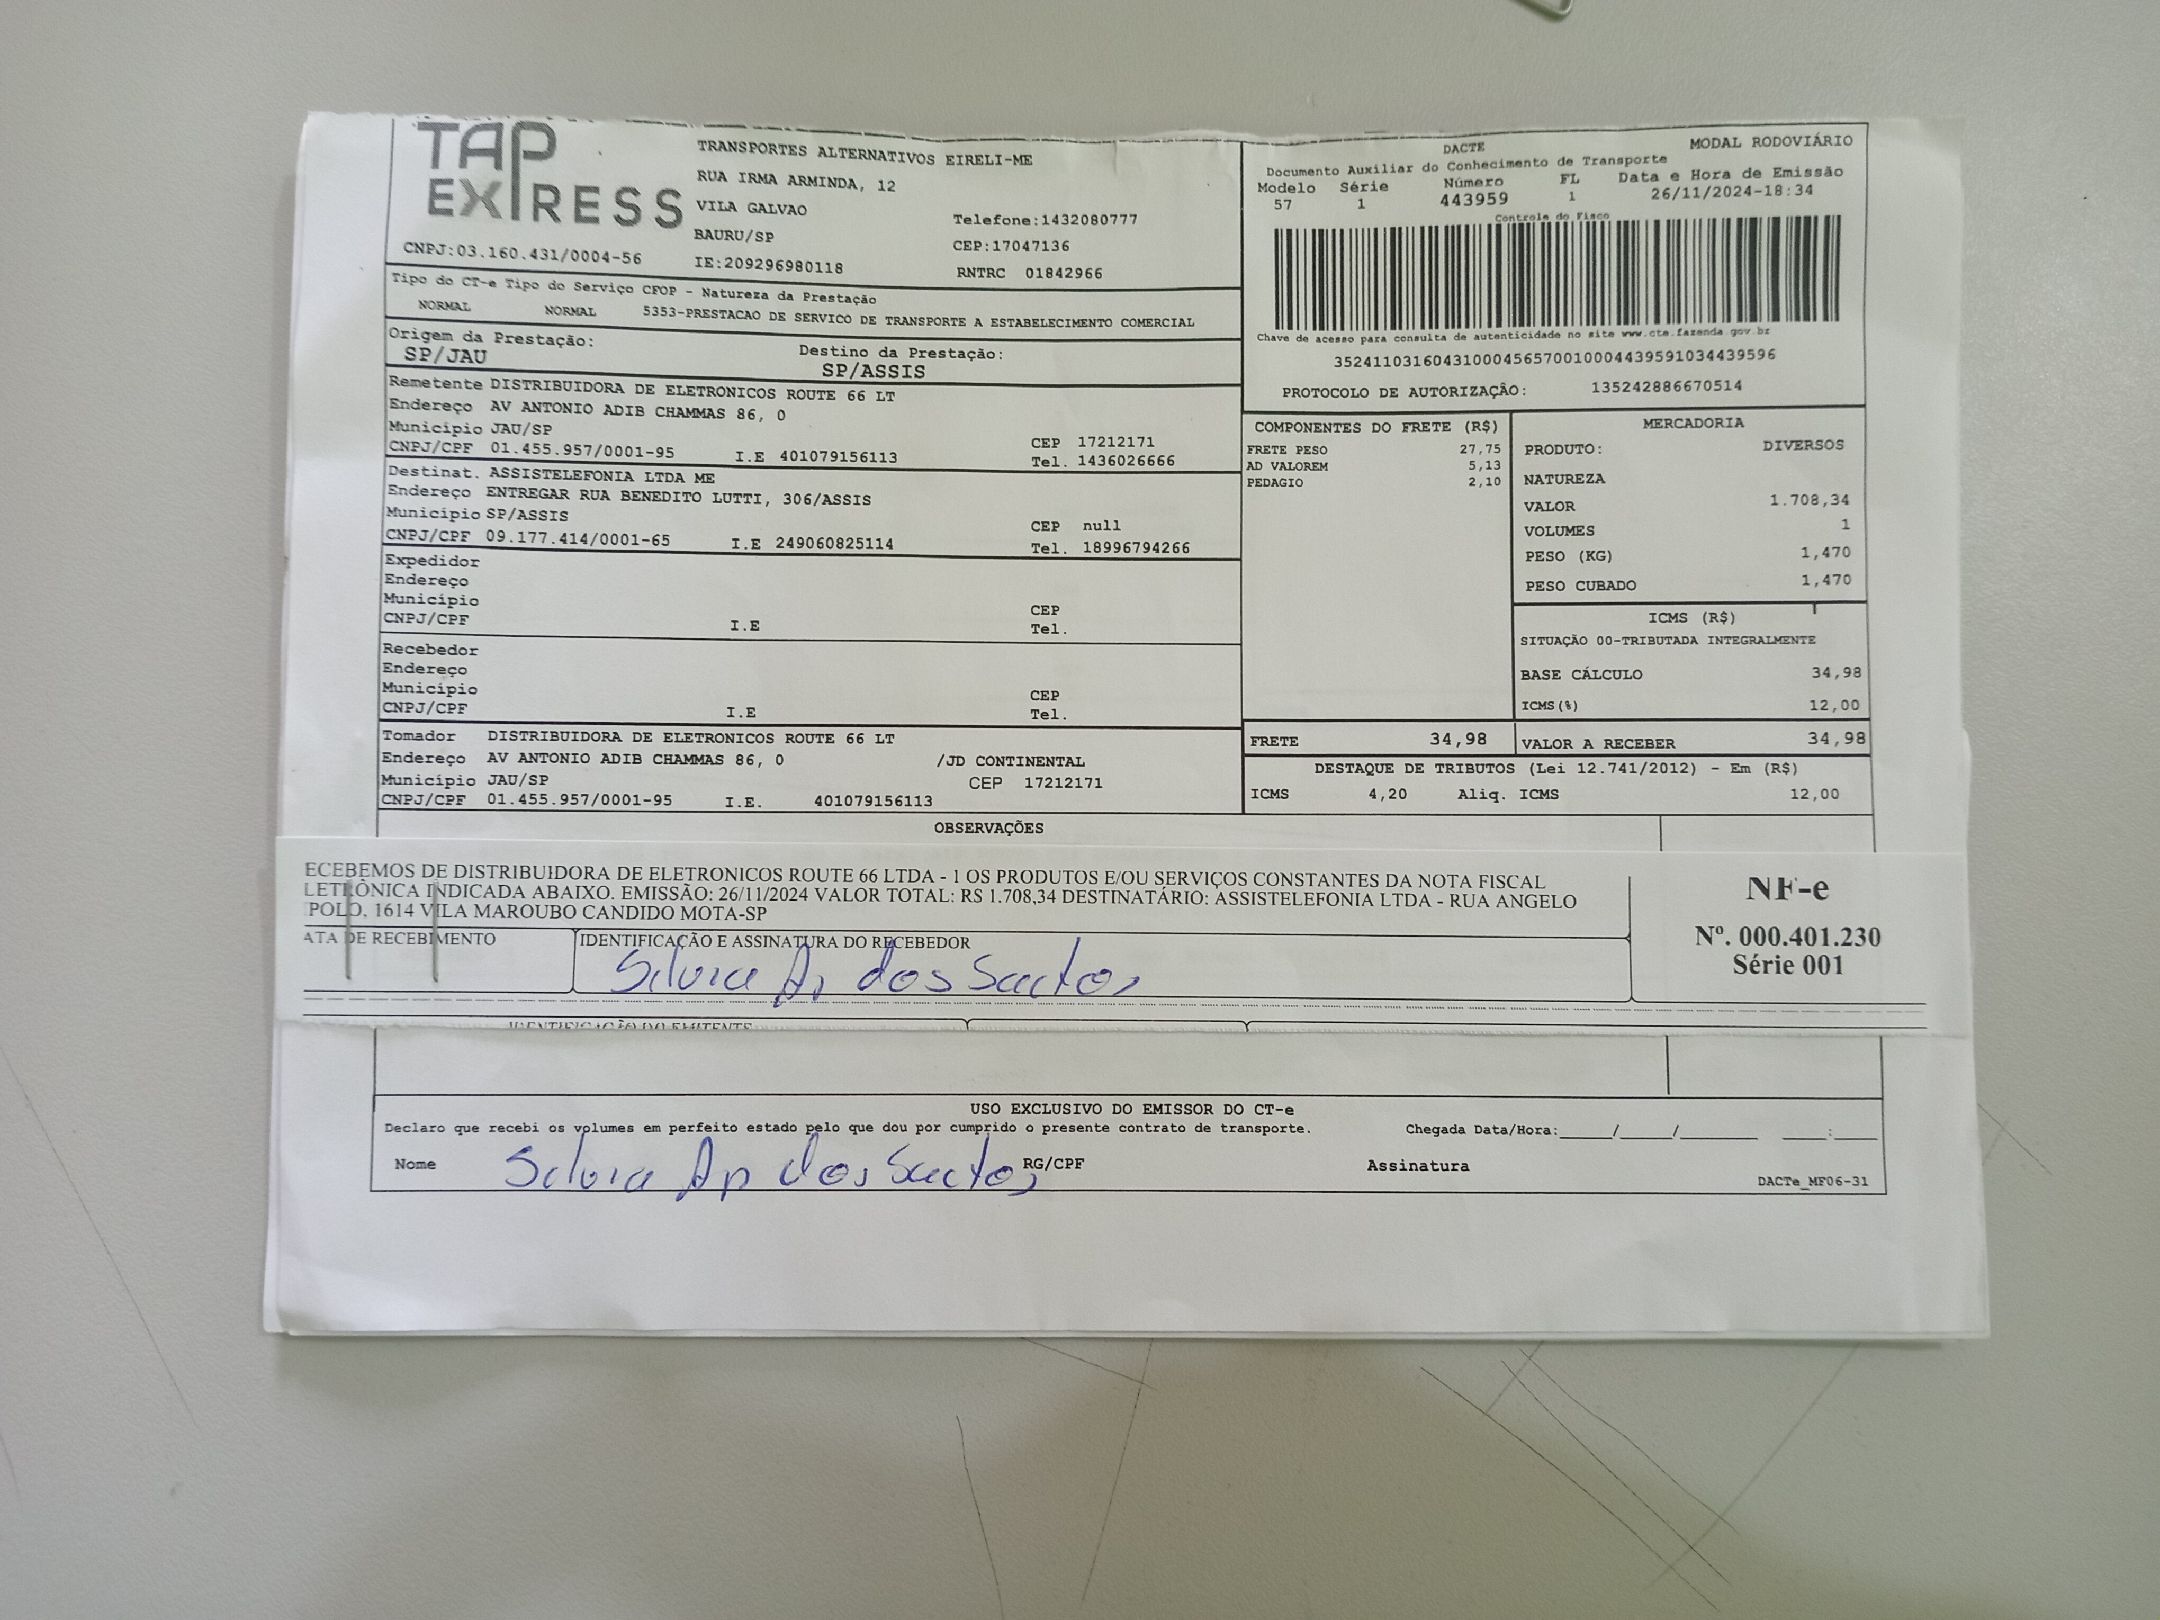 TAP EXPRESS
CNPJ:03.160.431/0004-56
TRANSPORTES ALTERNATIVOS EIRELI-ME
RUA IRMA ARMINDA, 12
VILA GALVAO
BAURU/SP
IE:209296980118
Telefone:1432080777
CEP:17047136
RNTRC 01842966
DACTE
MODAL RODOVIÁRIO
Documento Auxiliar do Conhecimento de Transporte
Modelo Série Número FL Data e Hora de Emissão
57 1 443959 1 26/11/2024-18:34
Controle do Fisco
Chave de acesso para consulta de autenticidade no site www.cte.fazenda.gov.br
35241103160431000456570010004439591034439596
PROTOCOLO DE AUTORIZAÇÃO: 135242886670514
Tipo do CT-e Tipo do Serviço CFOP - Natureza da Prestação
NORMAL NORMAL 5353-PRESTACAO DE SERVICO DE TRANSPORTE A ESTABELECIMENTO COMERCIAL
Origem da Prestação: Destino da Prestação:
SP/JAU SP/ASSIS
Remetente DISTRIBUIDORA DE ELETRONICOS ROUTE 66 LT
Endereço AV ANTONIO ADIB CHAMMAS 86, 0
Município JAU/SP CEP 17212171
CNPJ/CPF 01.455.957/0001-95 I.E 401079156113 Tel. 1436026666
Destinat. ASSISTELEFONIA LTDA ME
Endereço ENTREGAR RUA BENEDITO LUTTI, 306/ASSIS
Município SP/ASSIS CEP null
CNPJ/CPF 09.177.414/0001-65 I.E 249060825114 Tel. 18996794266
Expedidor
Endereço
Município CEP
CNPJ/CPF I.E Tel.
Recebedor
Endereço
Município CEP
CNPJ/CPF I.E Tel.
Tomador DISTRIBUIDORA DE ELETRONICOS ROUTE 66 LT
Endereço AV ANTONIO ADIB CHAMMAS 86, 0 /JD CONTINENTAL
Município JAU/SP CEP 17212171
CNPJ/CPF 01.455.957/0001-95 I.E. 401079156113
COMPONENTES DO FRETE (R$)
FRETE PESO 27,75
AD VALOREM 5,13
PEDAGIO 2,10
MERCADORIA
PRODUTO: DIVERSOS
NATUREZA
VALOR 1.708,34
VOLUMES 1
PESO (KG) 1,470
PESO CUBADO 1,470
ICMS (R$)
SITUAÇÃO 00-TRIBUTADA INTEGRALMENTE
BASE CÁLCULO 34,98
ICMS(%) 12,00
FRETE 34,98 VALOR A RECEBER 34,98
DESTAQUE DE TRIBUTOS (Lei 12.741/2012) - Em (R$)
ICMS 4,20 Aliq. ICMS 12,00
OBSERVAÇÕES
ECEBEMOS DE DISTRIBUIDORA DE ELETRONICOS ROUTE 66 LTDA - 1 OS PRODUTOS E/OU SERVIÇOS CONSTANTES DA NOTA FISCAL
LETRÔNICA INDICADA ABAIXO. EMISSÃO: 26/11/2024 VALOR TOTAL: R$ 1.708,34 DESTINATÁRIO: ASSISTELEFONIA LTDA - RUA ANGELO
POLO, 1614 VILA MAROUBO CANDIDO MOTA-SP
ATA DE RECEBIMENTO IDENTIFICAÇÃO E ASSINATURA DO RECEBEDOR
Silvia Ap dos Santos
NF-e
Nº. 000.401.230
Série 001
IDENTIFICAÇÃO DO EMITENTE
USO EXCLUSIVO DO EMISSOR DO CT-e
Declaro que recebi os volumes em perfeito estado pelo que dou por cumprido o presente contrato de transporte. Chegada Data/Hora:_____/_____/_______ ____:____
Nome Silvia Ap dos Santos RG/CPF Assinatura
DACTe_MF06-31